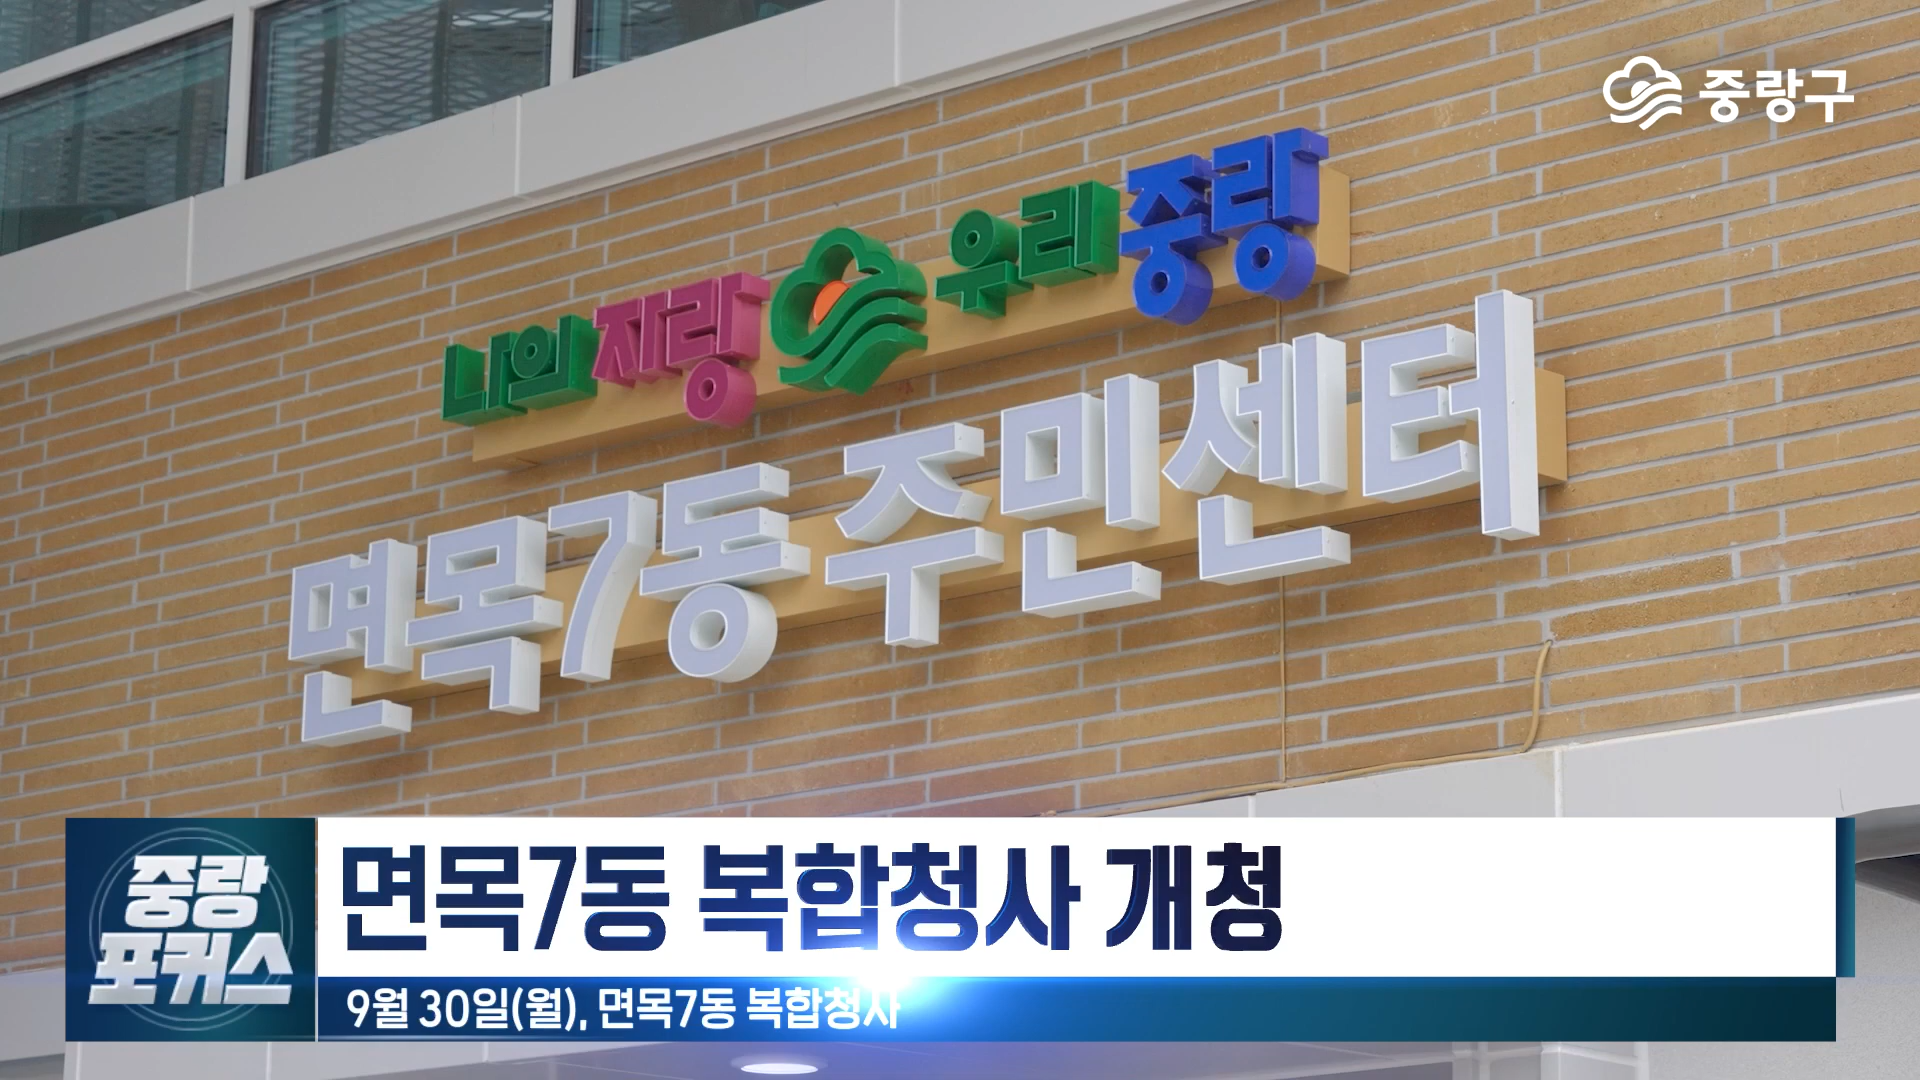 중랑구
나의 자랑 우리 중랑
면목7동 주민센터
중랑
포커스
면목7동 복합청사 개청
9월 30일(월), 면목7동 복합청사